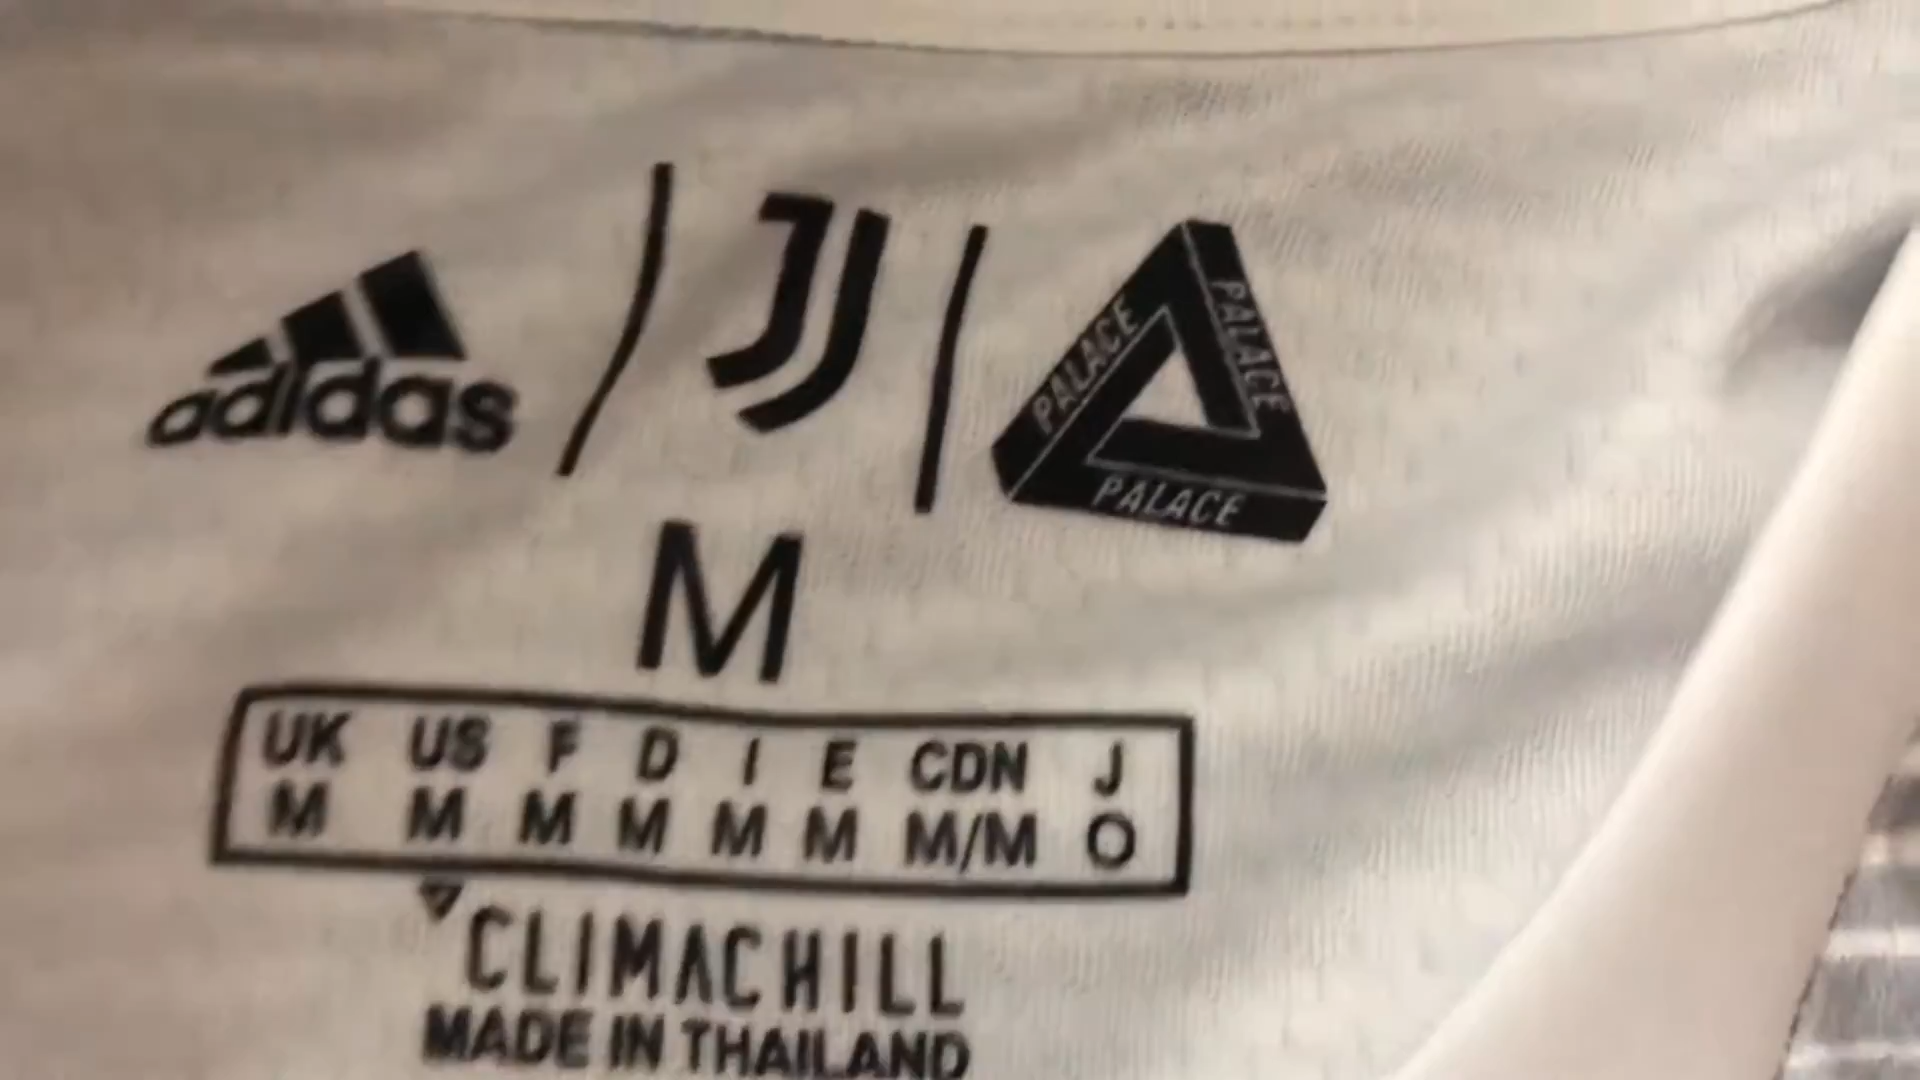 adidas
PALACE
PALACE
PALACE
M
UK US F D I E CDN J
M M M M M M M/M O
CLIMACHILL
MADE IN THAILAND